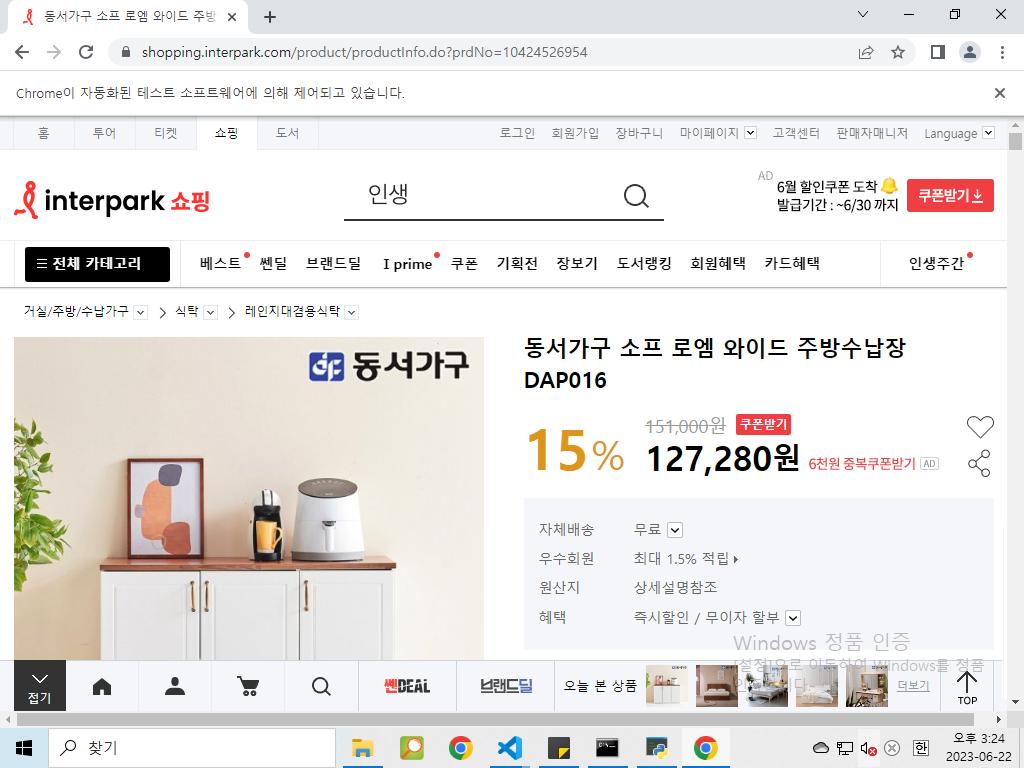 동서가구 소프 로엠 와이드 주방
shopping.interpark.com/product/productInfo.do?prdNo=10424526954
Chrome이 자동화된 테스트 소프트웨어에 의해 제어되고 있습니다.
홈 투어 티켓 쇼핑 도서 로그인 회원가입 장바구니 마이페이지 고객센터 판매자매니저 Language
interpark 쇼핑
인생
AD
6월 할인쿠폰 도착
발급기간 : ~6/30 까지
쿠폰받기
전체 카테고리 베스트 쎈딜 브랜드딜 I prime 쿠폰 기획전 장보기 도서랭킹 회원혜택 카드혜택 인생주간
거실/주방/수납가구 식탁 레인지대겸용식탁
동서가구
동서가구 소프 로엠 와이드 주방수납장
DAP016
15%
151,000원 쿠폰받기
127,280원 6천원 중복쿠폰받기 AD
자체배송 무료
우수회원 최대 1.5% 적립
원산지 상세설명참조
혜택 즉시할인 / 무이자 할부
Windows 정품 인증
[설정]으로 이동하여 Windows를 정품
접기
쎈DEAL
브랜드딜
오늘 본 상품
더보기
TOP
찾기
한
오후 3:24
2023-06-22